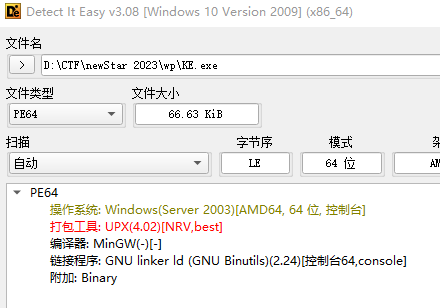 Detect It Easy v3.08 [Windows 10 Version 2009] (x86_64)
文件名
> D:\CTF\newStar 2023\wp\KE.exe
文件类型 文件大小
PE64 66.63 KiB
扫描 字节序 模式
自动 LE 64 位 AM
PE64
操作系统: Windows(Server 2003)[AMD64, 64 位, 控制台]
打包工具: UPX(4.02)[NRV,best]
编译器: MinGW(-)[-]
链接程序: GNU linker ld (GNU Binutils)(2.24)[控制台64,console]
附加: Binary